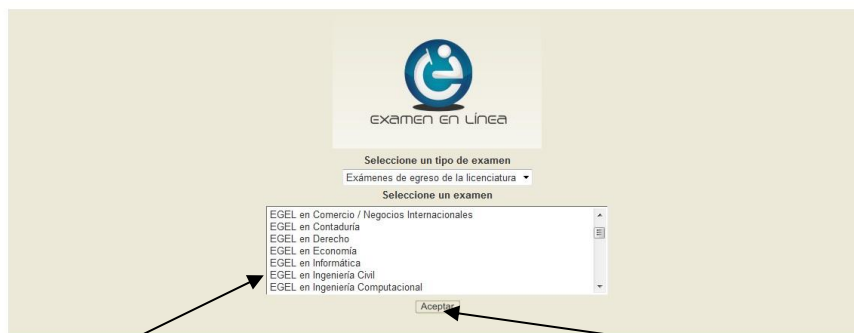 examen en línea
Seleccione un tipo de examen
Exámenes de egreso de la licenciatura
Seleccione un examen
EGEL en Comercio / Negocios Internacionales
EGEL en Contaduría
EGEL en Derecho
EGEL en Economía
EGEL en Informática
EGEL en Ingeniería Civil
EGEL en Ingeniería Computacional
Aceptar